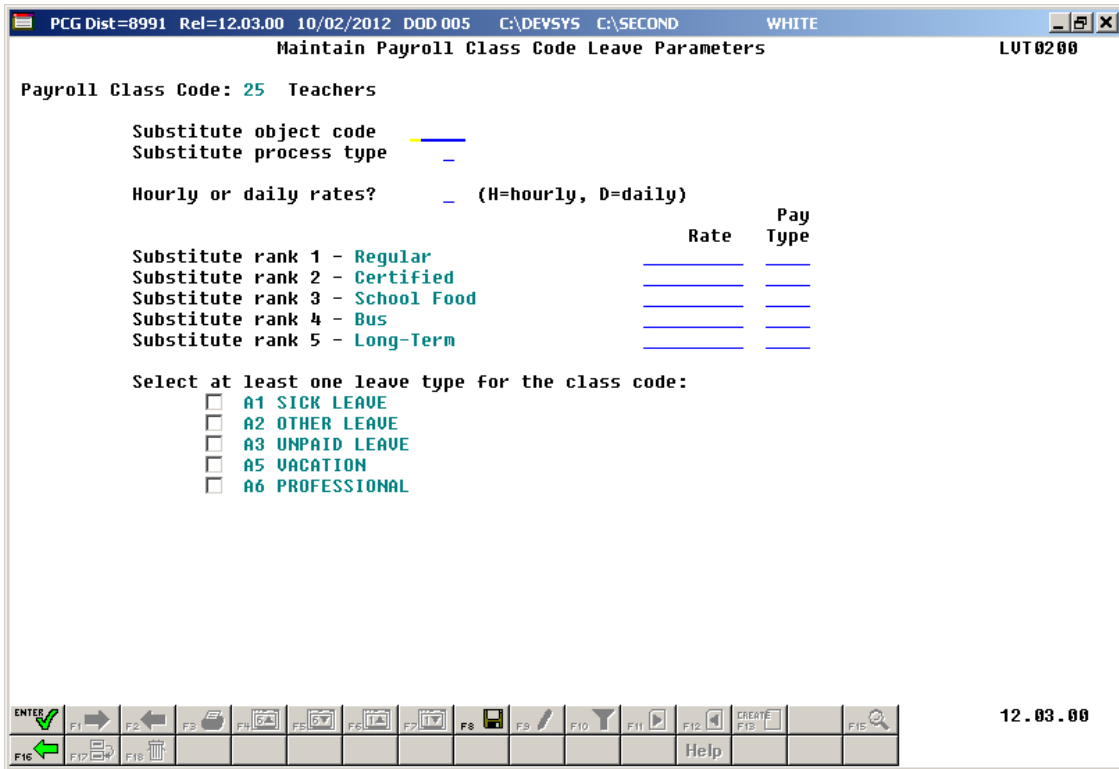 PCG Dist=8991 Rel=12.03.00 10/02/2012 DOD 005 C:\DEVSYS C:\SECOND WHITE
Maintain Payroll Class Code Leave Parameters LVT0200
Payroll Class Code: 25 Teachers
Substitute object code
Substitute process type
Hourly or daily rates? (H=hourly, D=daily)
Pay
Rate Type
Substitute rank 1 - Regular
Substitute rank 2 - Certified
Substitute rank 3 - School Food
Substitute rank 4 - Bus
Substitute rank 5 - Long-Term
Select at least one leave type for the class code:
A1 SICK LEAVE
A2 OTHER LEAVE
A3 UNPAID LEAVE
A5 VACATION
A6 PROFESSIONAL
ENTER F1 F2 F3 F4 F5 F6 F7 F8 F9 F10 F11 F12 CREATE F13 F15 12.03.00
F16 F17 F18 Help